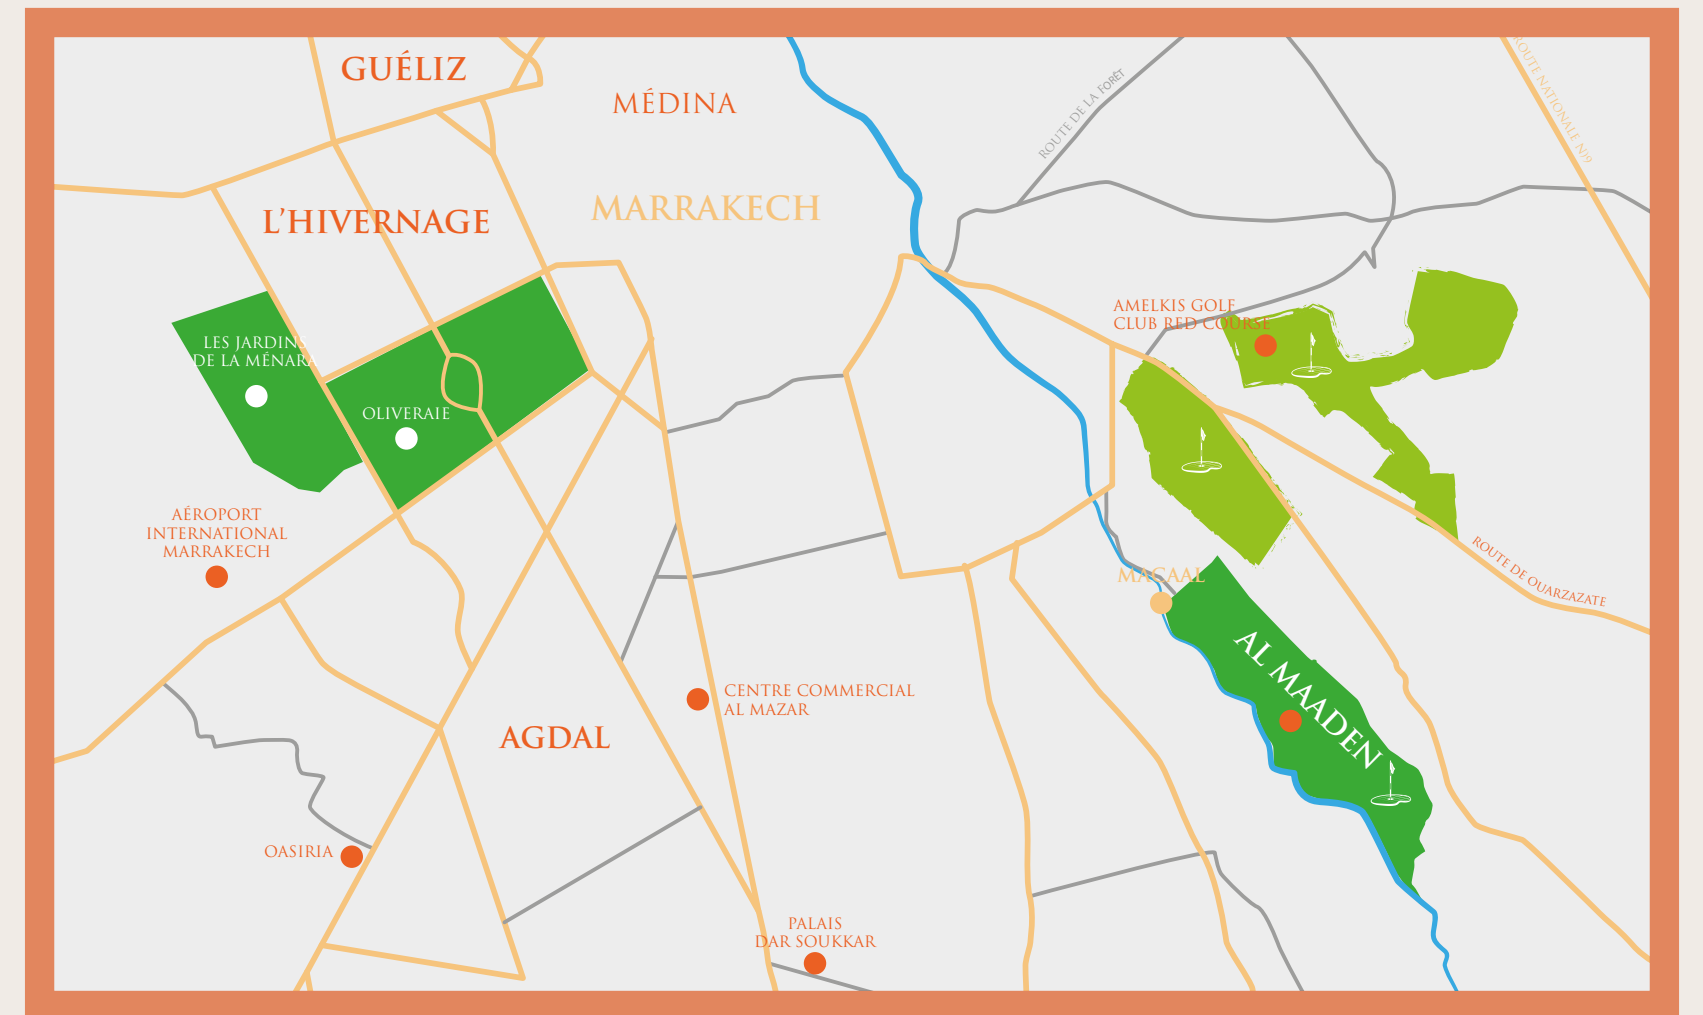 GUÉLIZ
MÉDINA
ROUTE DE LA FORÊT
ROUTE NATIONALE N19
MARRAKECH
L'HIVERNAGE
AMELKIS GOLF
CLUB RED COURSE
LES JARDINS
DE LA MÉNARA
OLIVERAIE
AÉROPORT
INTERNATIONAL
MARRAKECH
ROUTE DE OUARZAZATE
MACAAL
AL MAADEN
CENTRE COMMERCIAL
AL MAZAR
AGDAL
OASIRIA
PALAIS
DAR SOUKKAR